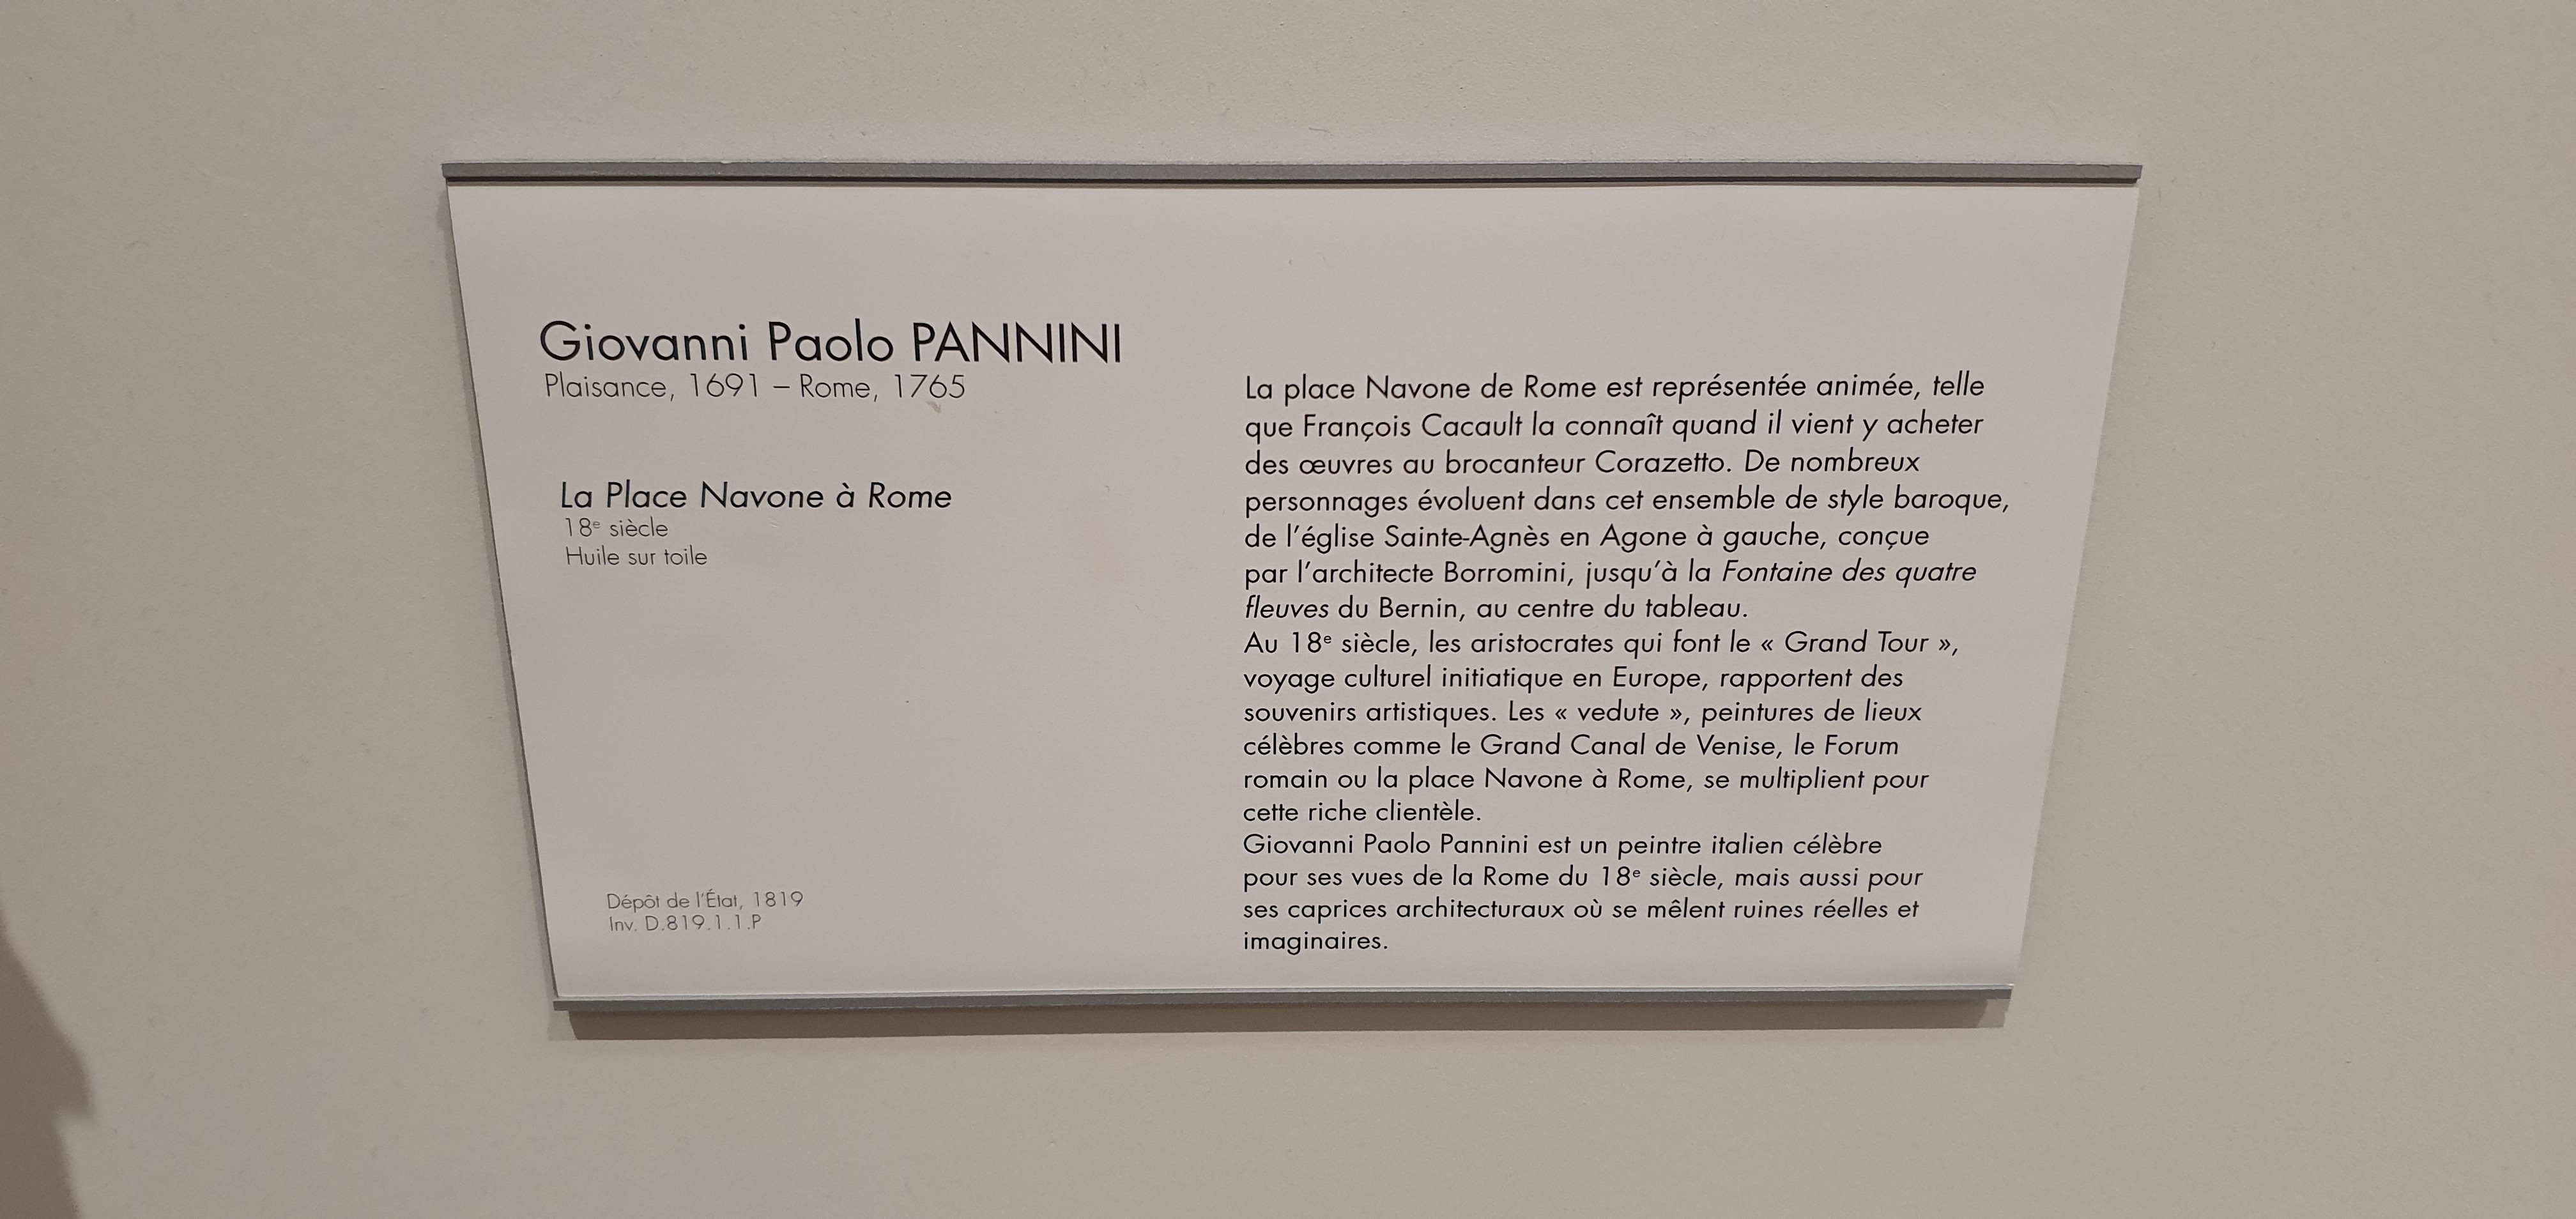 Giovanni Paolo PANNINI
Plaisance, 1691 – Rome, 1765
La Place Navone à Rome
18e siècle
Huile sur toile
Dépôt de l'État, 1819
Inv. D.819.1.1.P
La place Navone de Rome est représentée animée, telle
que François Cacault la connaît quand il vient y acheter
des œuvres au brocanteur Corazetto. De nombreux
personnages évoluent dans cet ensemble de style baroque,
de l'église Sainte-Agnès en Agone à gauche, conçue
par l'architecte Borromini, jusqu'à la Fontaine des quatre
fleuves du Bernin, au centre du tableau.
Au 18e siècle, les aristocrates qui font le « Grand Tour »,
voyage culturel initiatique en Europe, rapportent des
souvenirs artistiques. Les « vedute », peintures de lieux
célèbres comme le Grand Canal de Venise, le Forum
romain ou la place Navone à Rome, se multiplient pour
cette riche clientèle.
Giovanni Paolo Pannini est un peintre italien célèbre
pour ses vues de la Rome du 18e siècle, mais aussi pour
ses caprices architecturaux où se mêlent ruines réelles et
imaginaires.